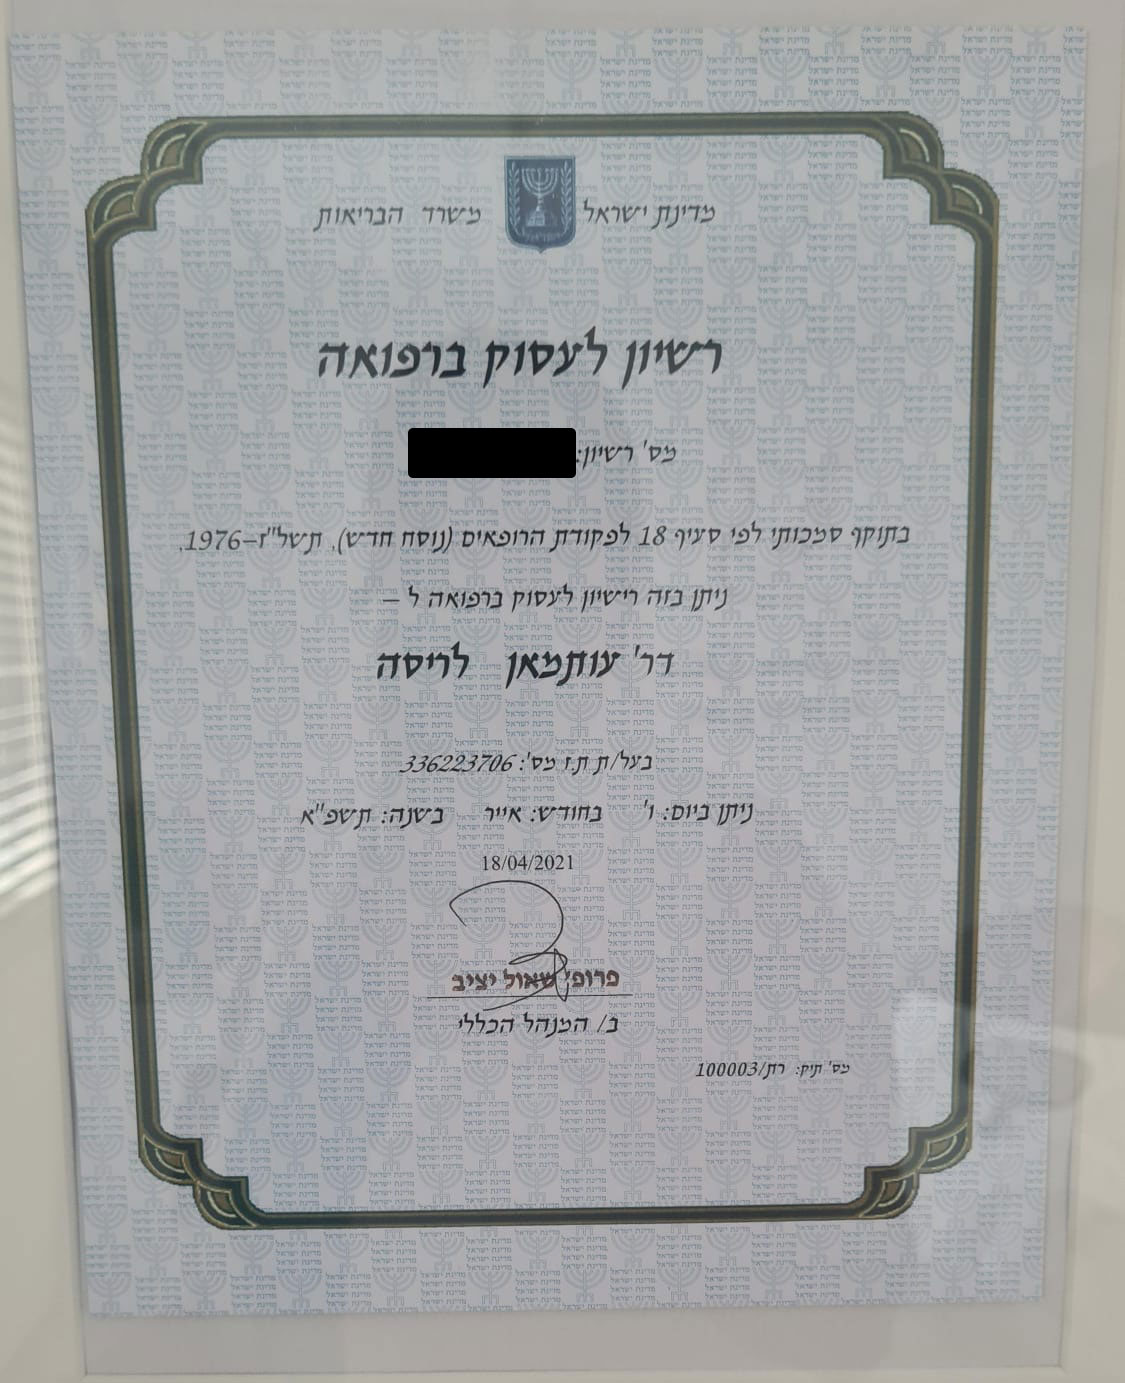 מדינת ישראל משרד הבריאות
רשיון לעסוק ברפואה
מס' רשיון:
בתוקף סמכותי לפי סעיף 18 לפקודת הרופאים (נוסח חדש), תשל"ז–1976,
ניתן בזה רישיון לעסוק ברפואה ל –
דר' עותמאן לריסה
בעל/ת ת.ז מס': 336223706
ניתן ביום: ו' בחודש: אייר בשנה: תשפ"א
18/04/2021
פרופ' שאול יציב
ב/ המנהל הכללי
מס' תיק: רת/100003